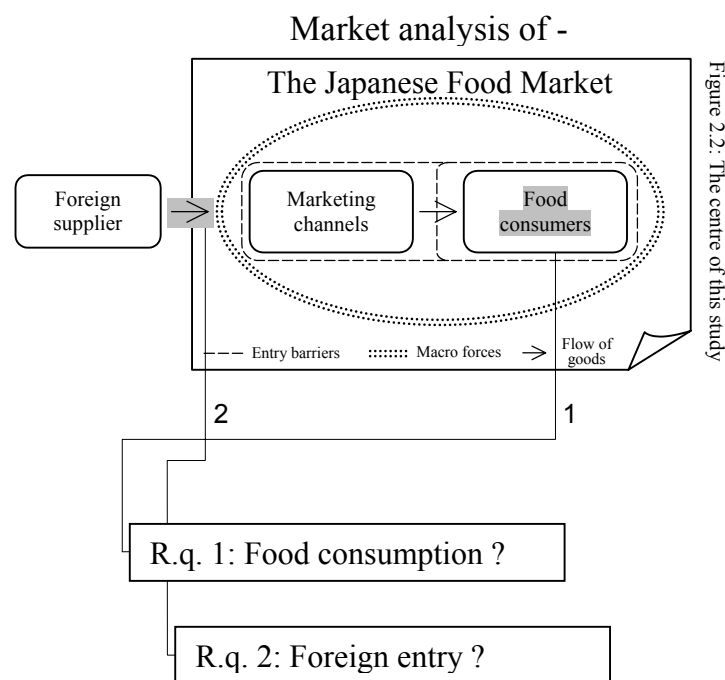 Market analysis of -
The Japanese Food Market
Figure 2.2: The centre of this study
Foreign
supplier
Marketing
channels
Food
consumers
Entry barriers
Macro forces
Flow of
goods
2
1
R.q. 1: Food consumption ?
R.q. 2: Foreign entry ?